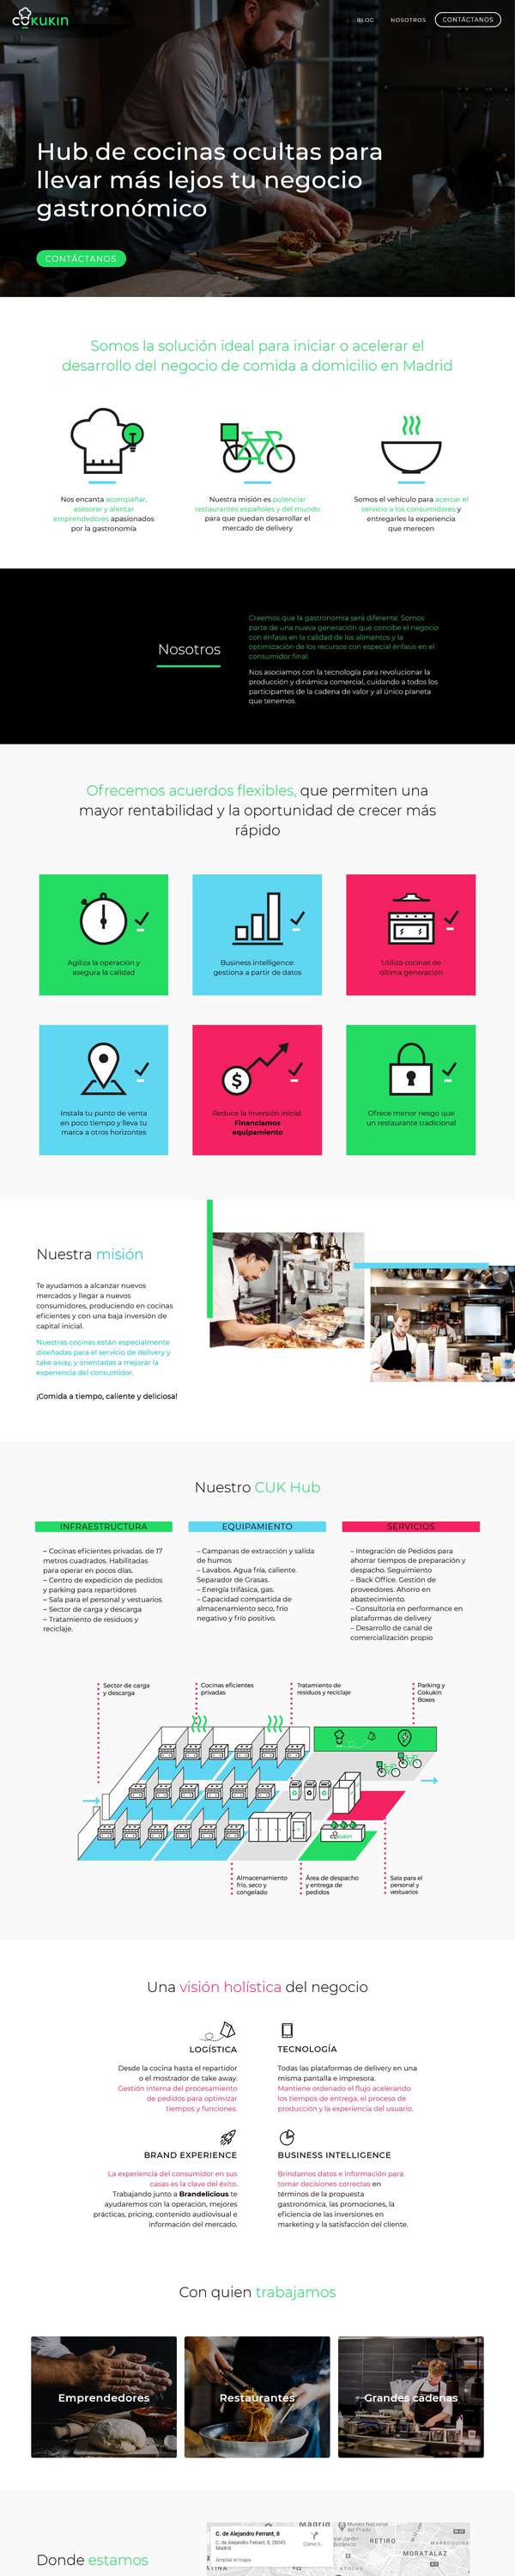 COKUKIN
BLOG
NOSOTROS
CONTÁCTANOS
Hub de cocinas ocultas para
llevar más lejos tu negocio
gastronómico
CONTÁCTANOS
Somos la solución ideal para iniciar o acelerar el
desarrollo del negocio de comida a domicilio en Madrid
Nos encanta acompañar,
asesorar y alentar
emprendedores apasionados
por la gastronomía
Nuestra misión es potenciar
restaurantes españoles y del mundo
para que puedan desarrollar el
mercado de delivery
Somos el vehículo para acercar el
servicio a los consumidores y
entregarles la experiencia
que merecen
Nosotros
Creemos que la gastronomía será diferente. Somos
parte de una nueva generación que concibe el negocio
con énfasis en la calidad de los alimentos y la
optimización de los recursos con especial énfasis en el
consumidor final.
Nos asociamos con la tecnología para revolucionar la
producción y dinámica comercial, cuidando a todos los
participantes de la cadena de valor y al único planeta
que tenemos.
Ofrecemos acuerdos flexibles, que permiten una
mayor rentabilidad y la oportunidad de crecer más
rápido
Agiliza la operación y
asegura la calidad
Business intelligence:
gestiona a partir de datos
Utiliza cocinas de
última generación
Instala tu punto de venta
en poco tiempo y lleva tu
marca a otros horizontes
$
Reduce la inversión inicial
Financiamos
equipamiento
Ofrece menor riesgo que
un restaurante tradicional
Nuestra misión
Te ayudamos a alcanzar nuevos
mercados y llegar a nuevos
consumidores, produciendo en cocinas
eficientes y con una baja inversión de
capital inicial.
Nuestras cocinas están especialmente
diseñadas para el servicio de delivery y
take away, y orientadas a mejorar la
experiencia del consumidor.
¡Comida a tiempo, caliente y deliciosa!
Nuestro CUK Hub
INFRAESTRUCTURA
– Cocinas eficientes privadas. de 17
metros cuadrados. Habilitadas
para operar en pocos días.
– Centro de expedición de pedidos
y parking para repartidores
– Sala para el personal y vestuarios
– Sector de carga y descarga
– Tratamiento de residuos y
reciclaje.
EQUIPAMIENTO
– Campanas de extracción y salida
de humos
– Lavabos. Agua fría, caliente.
Separador de Grasas.
– Energía trifásica, gas.
– Capacidad compartida de
almacenamiento seco, frío
negativo y frío positivo.
SERVICIOS
– Integración de Pedidos para
ahorrar tiempos de preparación y
despacho. Seguimiento
– Back Office. Gestión de
proveedores. Ahorro en
abastecimiento.
– Consultoría en performance en
plataformas de delivery
– Desarrollo de canal de
comercialización propio
Sector de carga
y descarga
Cocinas eficientes
privadas
Tratamiento de
residuos y reciclaje
Parking y
Cokukin
Boxes
cokukin
Almacenamiento
frío, seco y
congelado
Área de despacho
y entrega de
pedidos
Sala para el
personal y
vestuarios
Una visión holística del negocio
LOGÍSTICA
Desde la cocina hasta el repartidor
o el mostrador de take away.
Gestión interna del procesamiento
de pedidos para optimizar
tiempos y funciones.
TECNOLOGÍA
Todas las plataformas de delivery en una
misma pantalla e impresora.
Mantiene ordenado el flujo acelerando
los tiempos de entrega, el proceso de
producción y la experiencia del usuario.
BRAND EXPERIENCE
La experiencia del consumidor en sus
casas es la clave del éxito.
Trabajando junto a Brandelicious te
ayudaremos con la operación, mejores
prácticas, pricing, contenido audiovisual e
información del mercado.
BUSINESS INTELLIGENCE
Brindamos datos e información para
tomar decisiones correctas en
términos de la propuesta
gastronómica, las promociones, la
eficiencia de las inversiones en
marketing y la satisfacción del cliente.
Con quien trabajamos
Emprendedores
Restaurantes
Grandes cadenas
Donde estamos
C. de Alejandro Ferrant, 8
C. de Alejandro Ferrant, 8, 28045
Madrid
Ampliar el mapa
Madrid
Museo Nacional
del Prado
RETIRO
MORATALAZ
ATOCHA